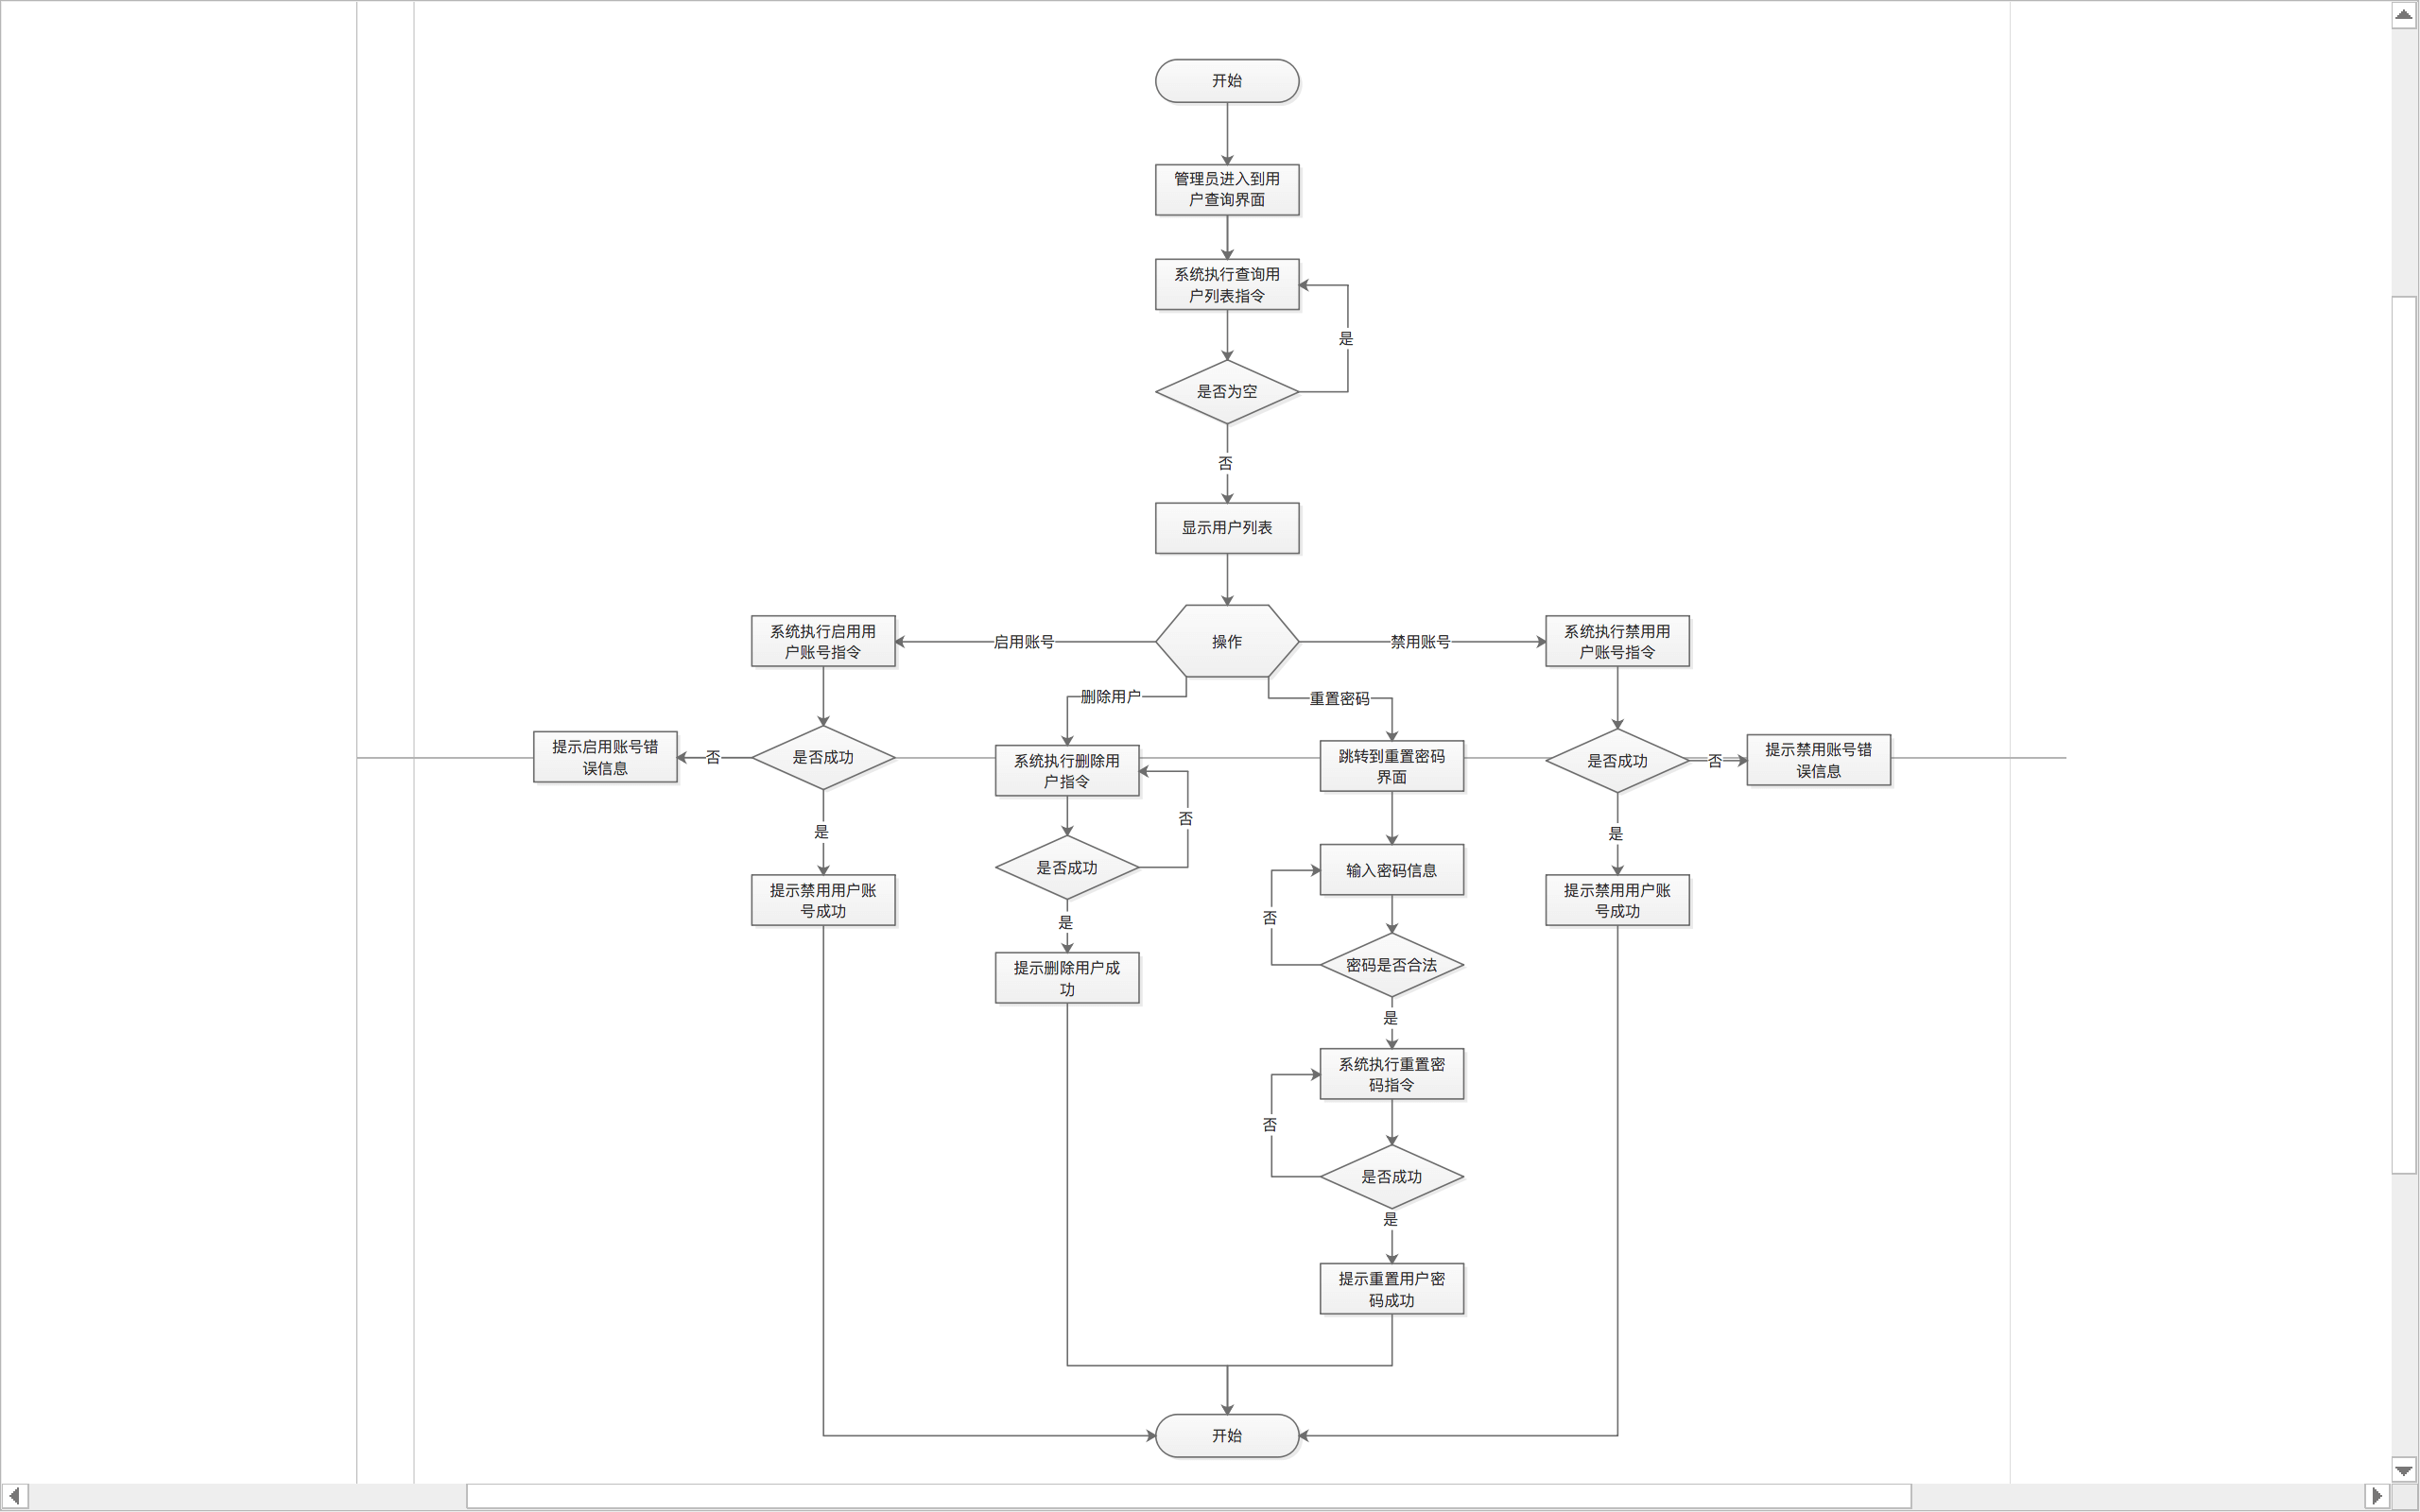 开始
管理员进入到用
户查询界面
系统执行查询用
户列表指令
是
是否为空
否
显示用户列表
系统执行启用用
户账号指令
启用账号
操作
禁用账号
系统执行禁用用
户账号指令
删除用户
重置密码
提示启用账号错
误信息
否
是否成功
系统执行删除用
户指令
跳转到重置密码
界面
是否成功
否
提示禁用账号错
误信息
否
是
是
是否成功
输入密码信息
提示禁用用户账
号成功
提示禁用用户账
号成功
否
是
密码是否合法
提示删除用户成
功
是
系统执行重置密
码指令
否
是否成功
是
提示重置用户密
码成功
开始